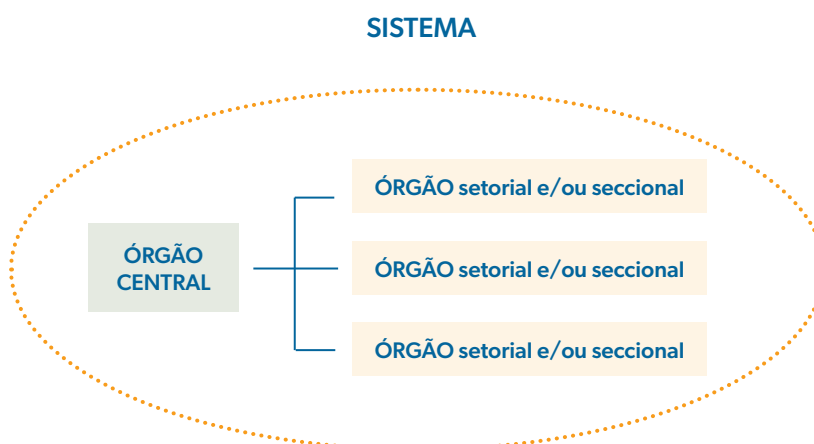 SISTEMA
ÓRGÃO setorial e/ou seccional
ÓRGÃO
CENTRAL
ÓRGÃO setorial e/ou seccional
ÓRGÃO setorial e/ou seccional